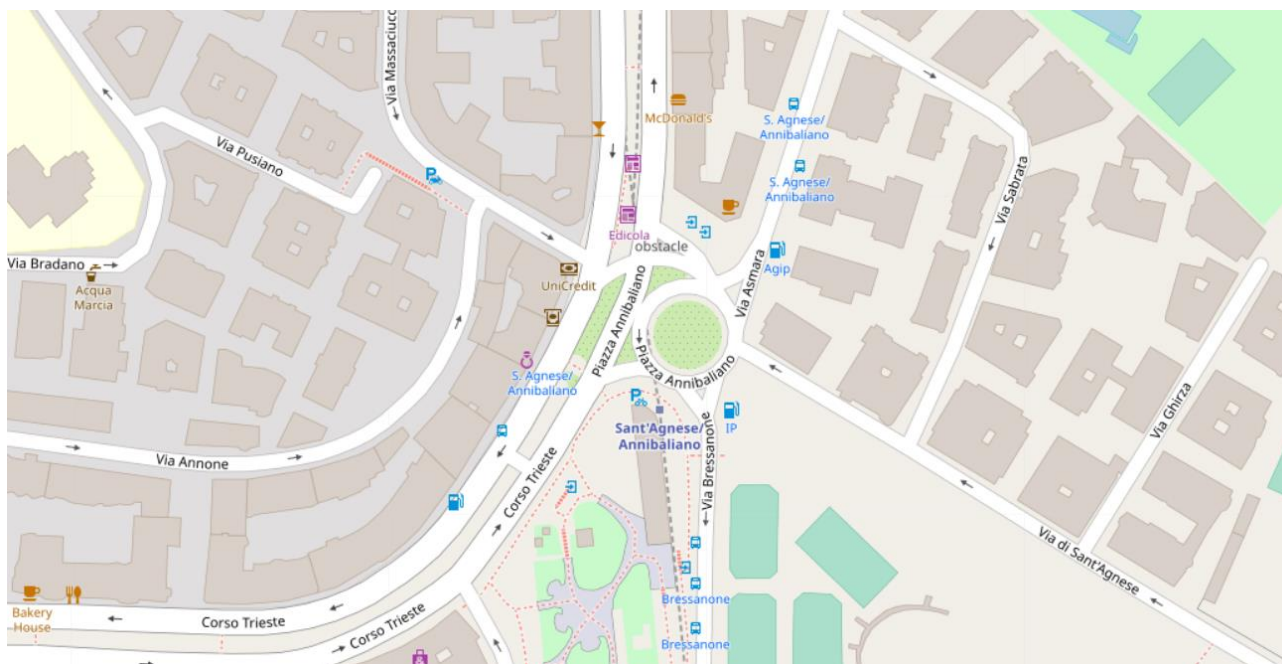 Via Massaciucc
McDonald's
S. Agnese/
Annibaliano
S. Agnese/
Annibaliano
Via Pusiano
Via Sabrata
Edicola
obstacle
Via Bradano
Acqua
Marcia
UniCredit
Agip
Via Asmara
Piazza Annibaliano
Piazza Annibaliano
S. Agnese/
Annibaliano
Via Ghirza
Sant'Agnese/
Annibaliano
IP
Via Annone
Via Bressanone
Corso Trieste
Via di Sant'Agnese
Bressanone
Bakery
House
Corso Trieste
Corso Trieste
Bressanone